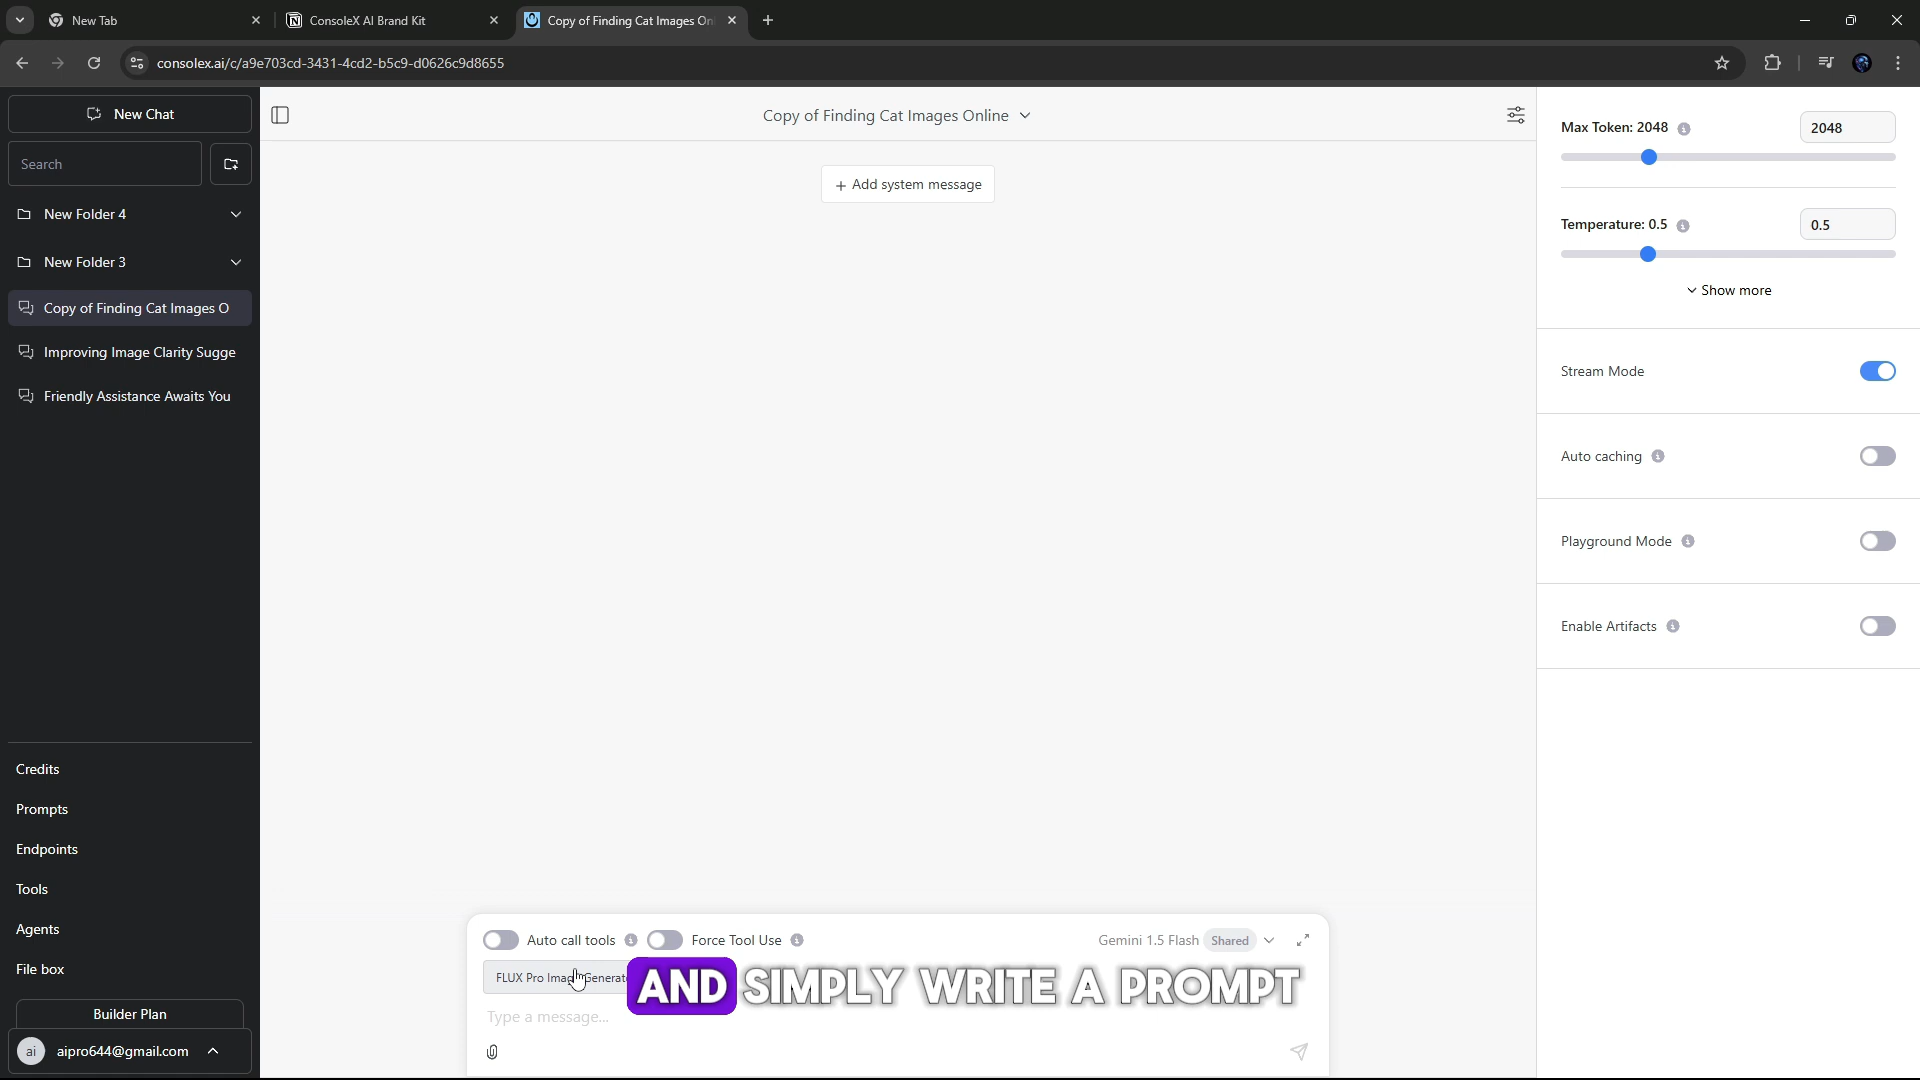 New Tab
ConsoleX AI Brand Kit
Copy of Finding Cat Images On
consolex.ai/c/a9e703cd-3431-4cd2-b5c9-d0626c9d8655
New Chat
Search
New Folder 4
New Folder 3
Copy of Finding Cat Images O
Improving Image Clarity Sugge
Friendly Assistance Awaits You
Credits
Prompts
Endpoints
Tools
Agents
File box
Builder Plan
ai aipro644@gmail.com
Copy of Finding Cat Images Online
+ Add system message
Auto call tools
Force Tool Use
Gemini 1.5 Flash Shared
FLUX Pro Image Generat
AND SIMPLY WRITE A PROMPT
Type a message...
Max Token: 2048
2048
Temperature: 0.5
0.5
Show more
Stream Mode
Auto caching
Playground Mode
Enable Artifacts